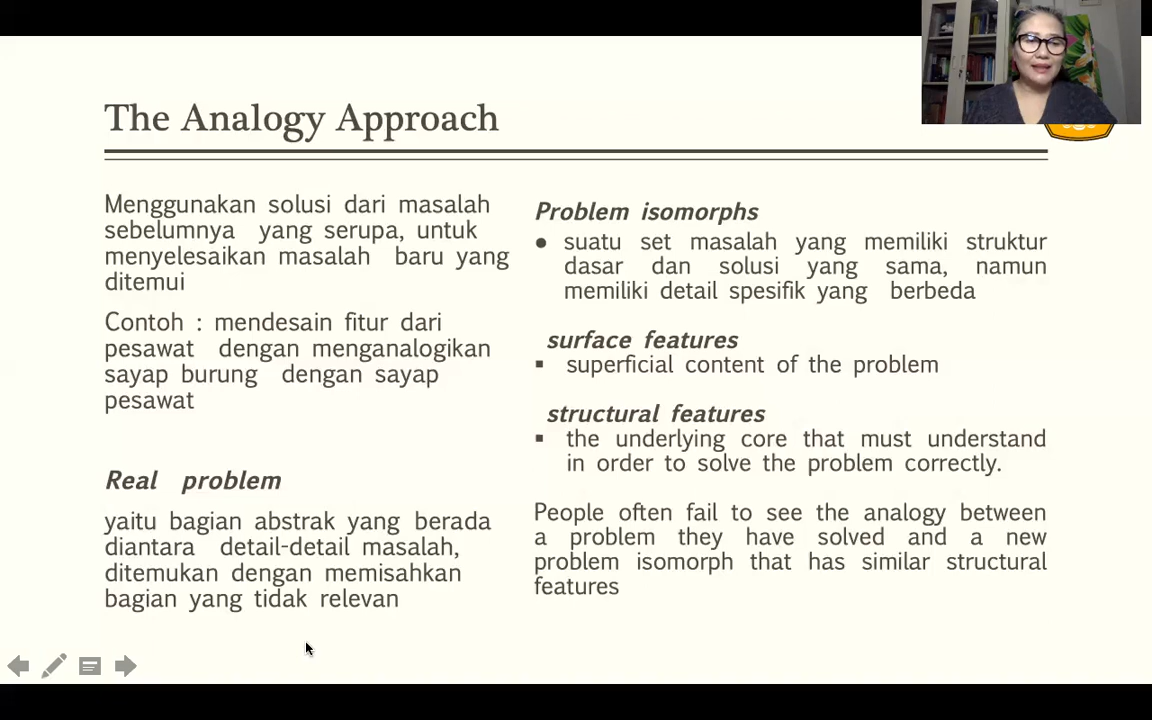 The Analogy Approach
Menggunakan solusi dari masalah
sebelumnya yang serupa, untuk
menyelesaikan masalah baru yang
ditemui
Contoh : mendesain fitur dari
pesawat dengan menganalogikan
sayap burung dengan sayap
pesawat
Real problem
yaitu bagian abstrak yang berada
diantara detail-detail masalah,
ditemukan dengan memisahkan
bagian yang tidak relevan
Problem isomorphs
● suatu set masalah yang memiliki struktur
dasar dan solusi yang sama, namun
memiliki detail spesifik yang berbeda
surface features
▪ superficial content of the problem
structural features
▪ the underlying core that must understand
in order to solve the problem correctly.
People often fail to see the analogy between
a problem they have solved and a new
problem isomorph that has similar structural
features